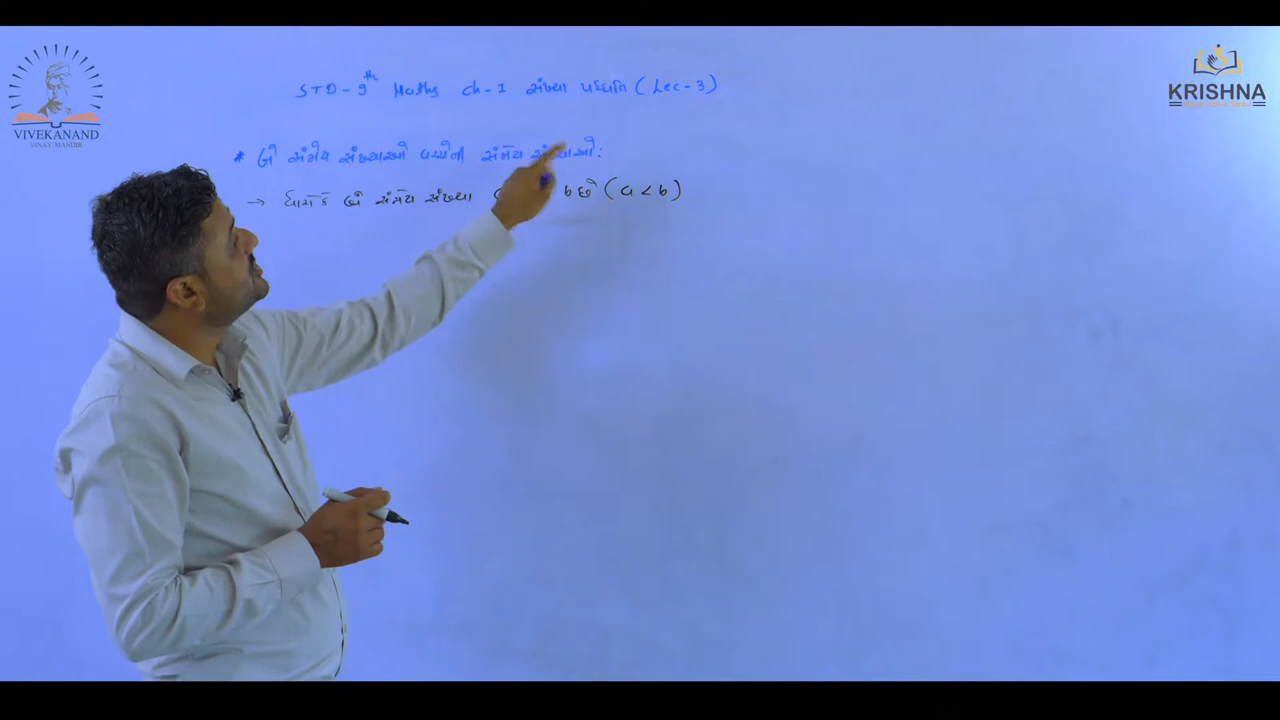 VIVEKANAND
VINAY MANDIR
KRISHNA
STD - 9th Maths ch-1 સંખ્યા પદ્ધતિ (Lec-3)
* બે સંમેય સંખ્યાઓ વચ્ચેની સંમેય સંખ્યાઓ:
→ ધારોકે બે સંમેય સંખ્યા b છે (a < b)